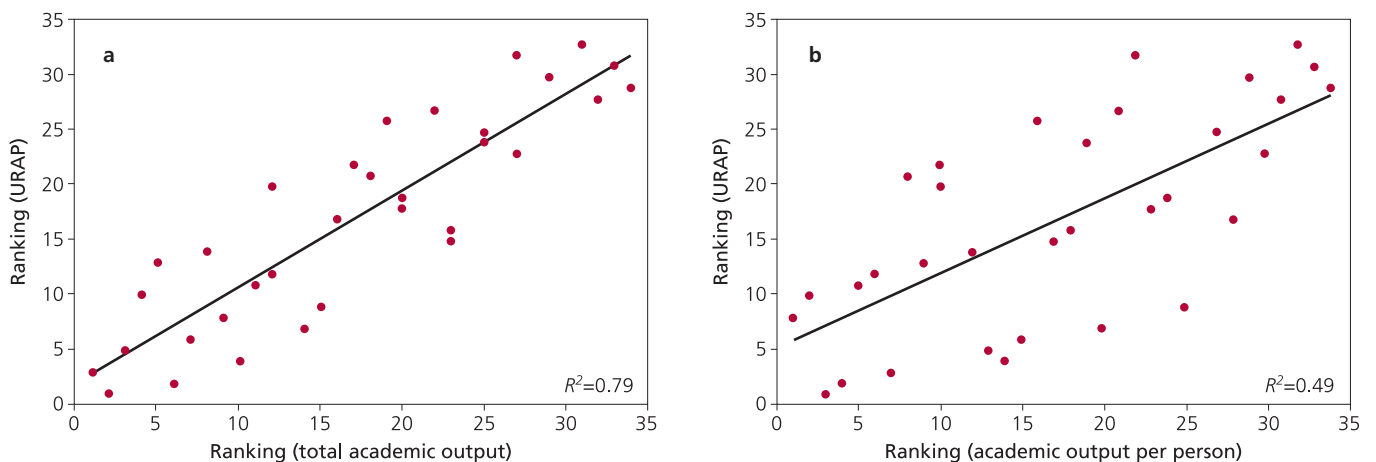 a
Ranking (URAP)
35
30
25
20
15
10
5
0
0 5 10 15 20 25 30 35
R²=0.79
Ranking (total academic output)
b
Ranking (URAP)
35
30
25
20
15
10
5
0
0 5 10 15 20 25 30 35
R²=0.49
Ranking (academic output per person)